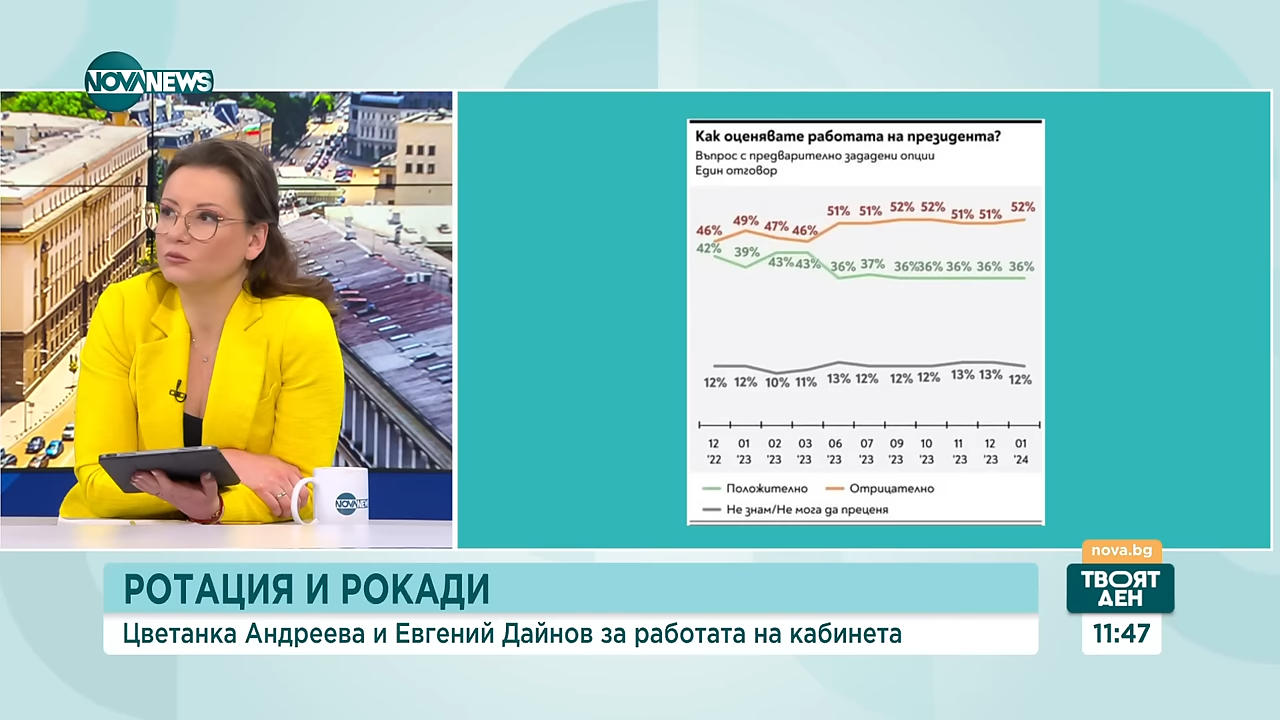 NOVANEWS
Как оценявате работата на президента?
Въпрос с предварително зададени опции
Един отговор
46% 49% 47% 46% 51% 51% 52% 52% 51% 51% 52%
42% 39% 43% 43% 36% 37% 36% 36% 36% 36% 36%
12% 12% 10% 11% 13% 12% 12% 12% 13% 13% 12%
12 01 02 03 06 07 09 10 11 12 01
'22 '23 '23 '23 '23 '23 '23 '23 '23 '23 '24
Положително Отрицателно
Не знам/Не мога да преценя
NOVANEWS
nova.bg
РОТАЦИЯ И РОКАДИ
ТВОЯТ
ДЕН
Цветанка Андреева и Евгений Дайнов за работата на кабинета
11:47